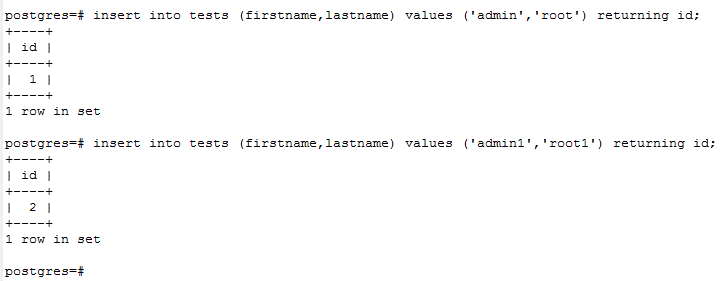 postgres=# insert into tests (firstname,lastname) values ('admin','root') returning id;
+----+
| id |
+----+
|  1 |
+----+
1 row in set
postgres=# insert into tests (firstname,lastname) values ('admin1','root1') returning id;
+----+
| id |
+----+
|  2 |
+----+
1 row in set
postgres=#